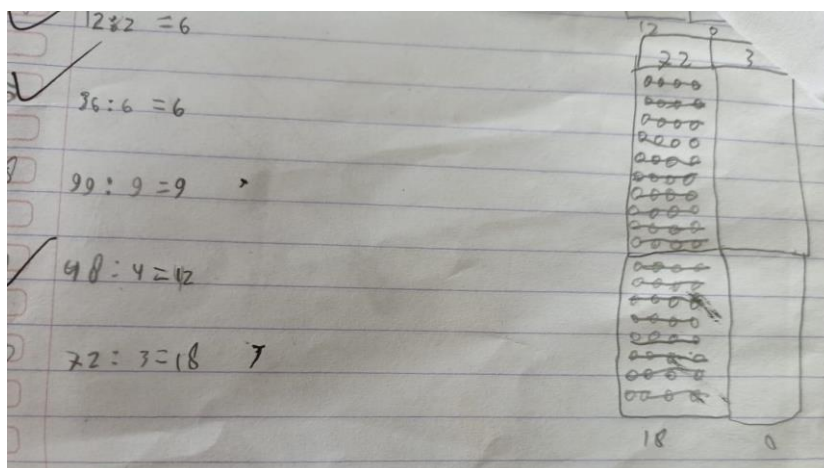 12:2 = 6
36:6 = 6
99 : 9 = 9
48 : 4 = 12
72 : 3 = 18
12 0
72 3
18 0